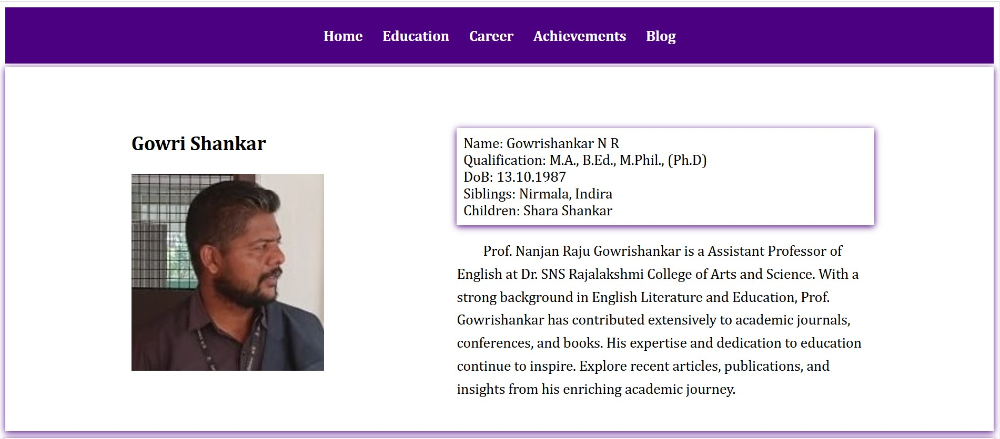 Home Education Career Achievements Blog
Gowri Shankar
Name: Gowrishankar N R
Qualification: M.A., B.Ed., M.Phil., (Ph.D)
DoB: 13.10.1987
Siblings: Nirmala, Indira
Children: Shara Shankar
Prof. Nanjan Raju Gowrishankar is a Assistant Professor of
English at Dr. SNS Rajalakshmi College of Arts and Science. With a
strong background in English Literature and Education, Prof.
Gowrishankar has contributed extensively to academic journals,
conferences, and books. His expertise and dedication to education
continue to inspire. Explore recent articles, publications, and
insights from his enriching academic journey.